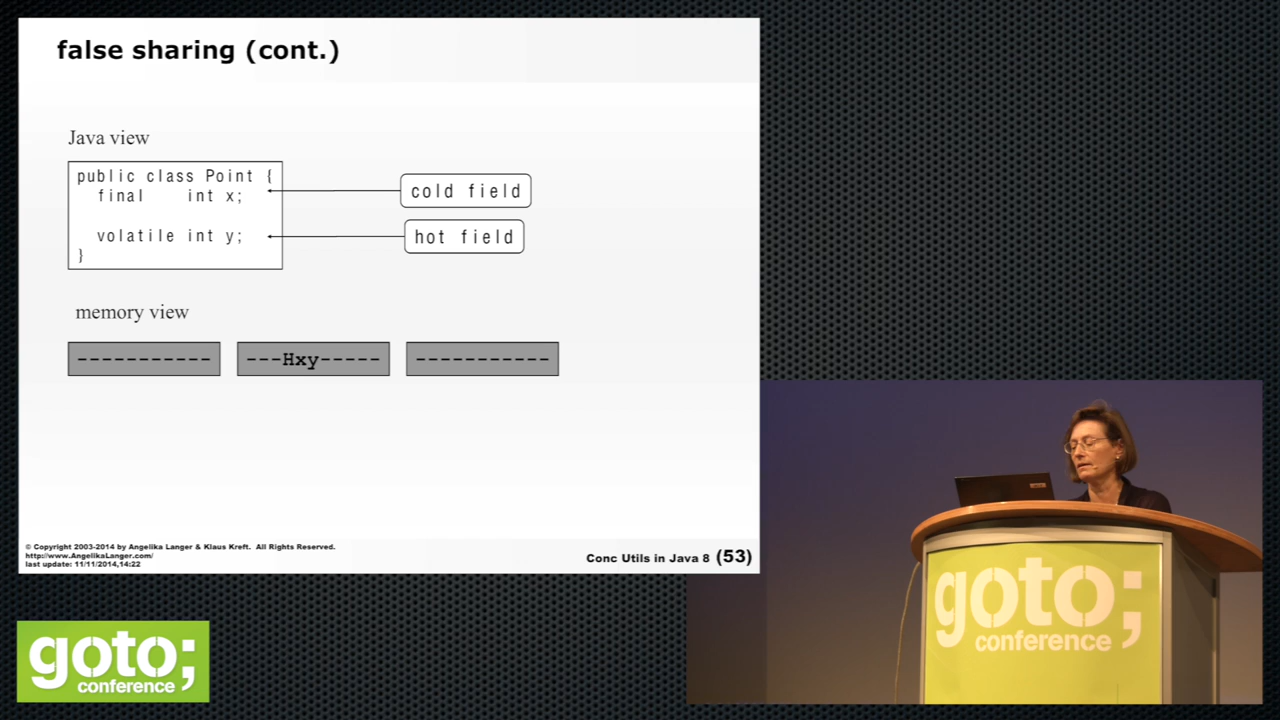 false sharing (cont.)
Java view
public class Point {
final int x;
volatile int y;
}
cold field
hot field
memory view
-----------
---Hxy-----
-----------
© Copyright 2003-2014 by Angelika Langer & Klaus Kreft. All Rights Reserved.
http://www.AngelikaLanger.com/
last update: 11/11/2014,14:22
Conc Utils in Java 8 (53)
goto;
conference
goto;
conference